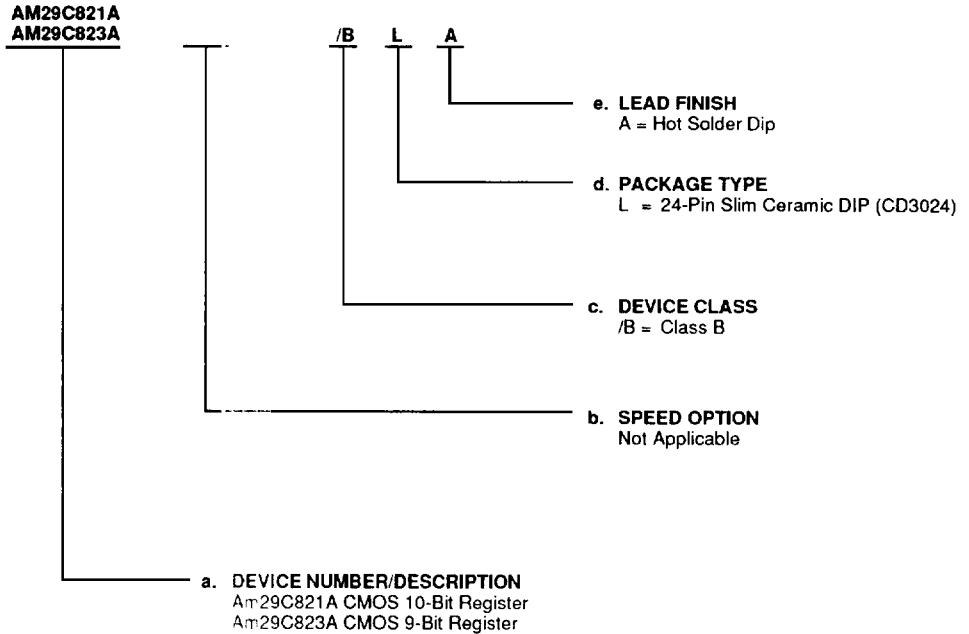 AM29C821A
AM29C823A /B L A
e. LEAD FINISH
A = Hot Solder Dip
d. PACKAGE TYPE
L = 24-Pin Slim Ceramic DIP (CD3024)
c. DEVICE CLASS
/B = Class B
b. SPEED OPTION
Not Applicable
a. DEVICE NUMBER/DESCRIPTION
Am29C821A CMOS 10-Bit Register
Am29C823A CMOS 9-Bit Register